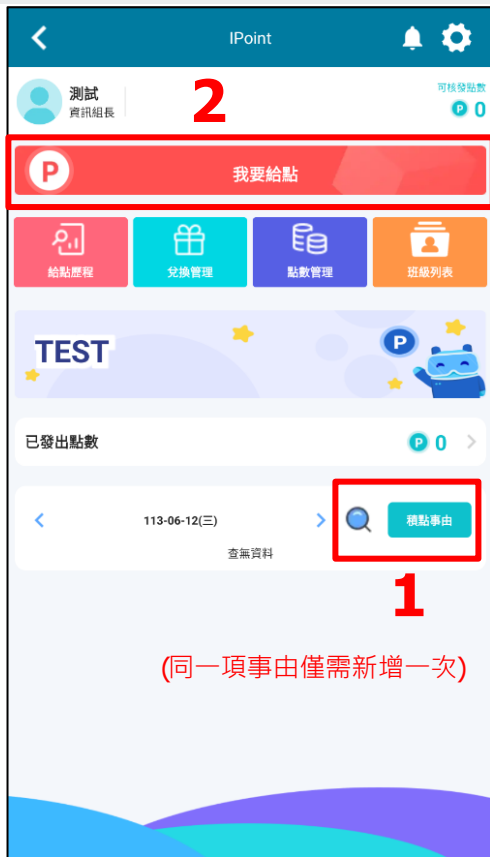 IPoint
測試
資訊組長
2
可核發點數
P 0
P
我要給點
給點歷程
兌換管理
點數管理
班級列表
TEST
P
已發出點數
P 0
113-06-12(三)
積點事由
查無資料
1
(同一項事由僅需新增一次)